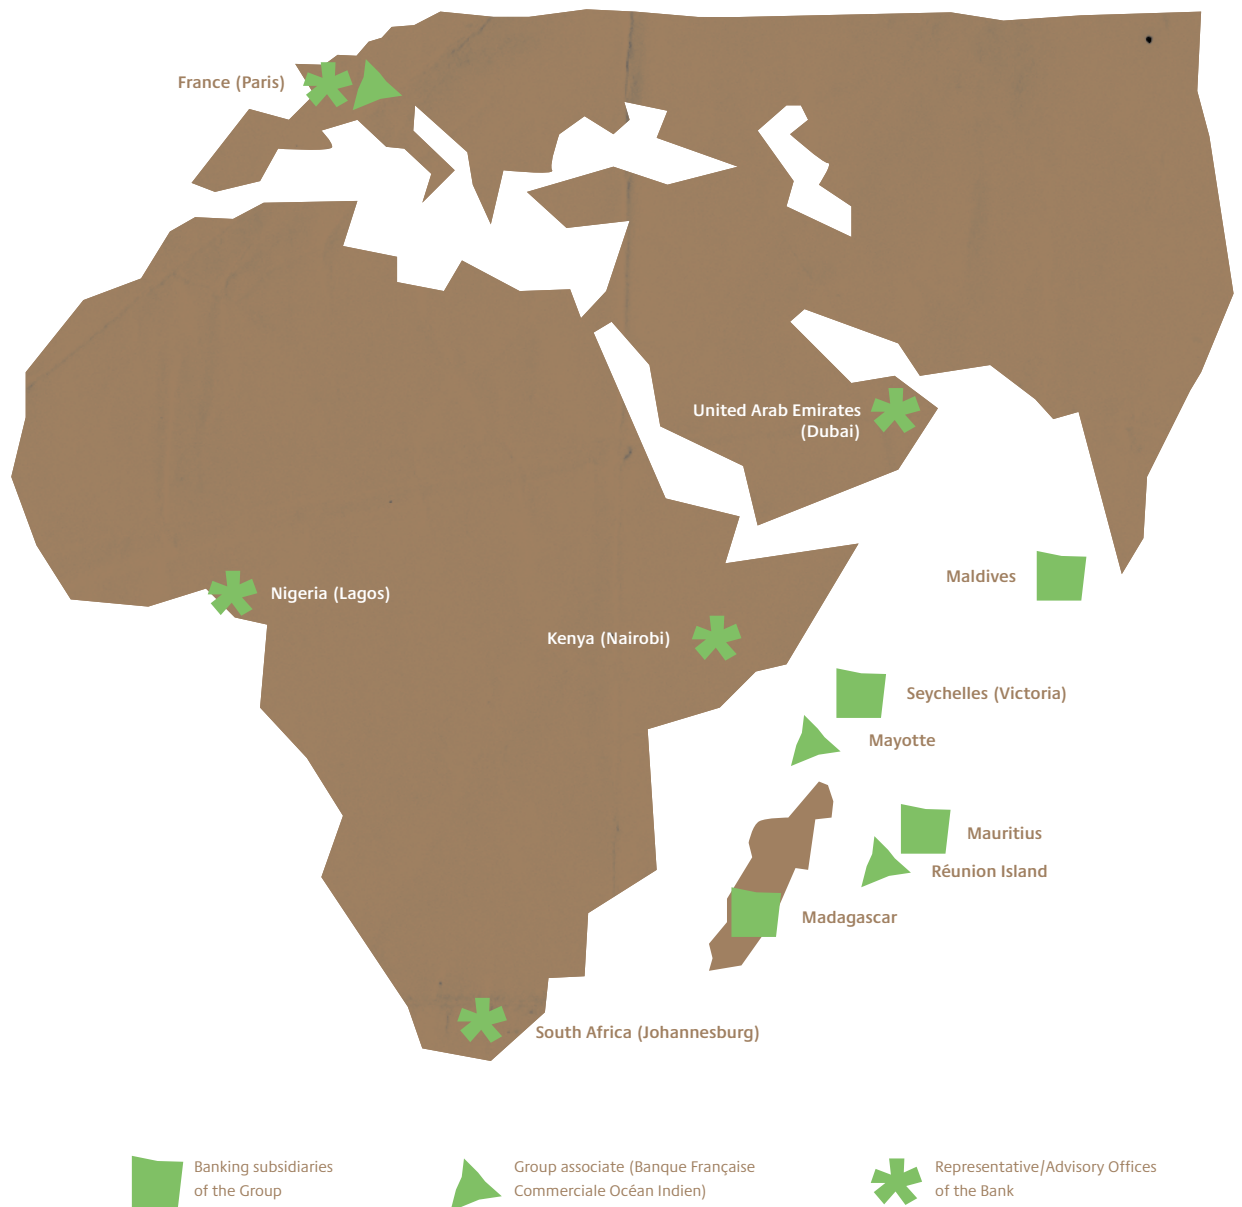 France (Paris)
United Arab Emirates
(Dubai)
Maldives
Nigeria (Lagos)
Kenya (Nairobi)
Seychelles (Victoria)
Mayotte
Mauritius
Réunion Island
Madagascar
South Africa (Johannesburg)
Banking subsidiaries
of the Group
Group associate (Banque Française
Commerciale Océan Indien)
Representative/Advisory Offices
of the Bank